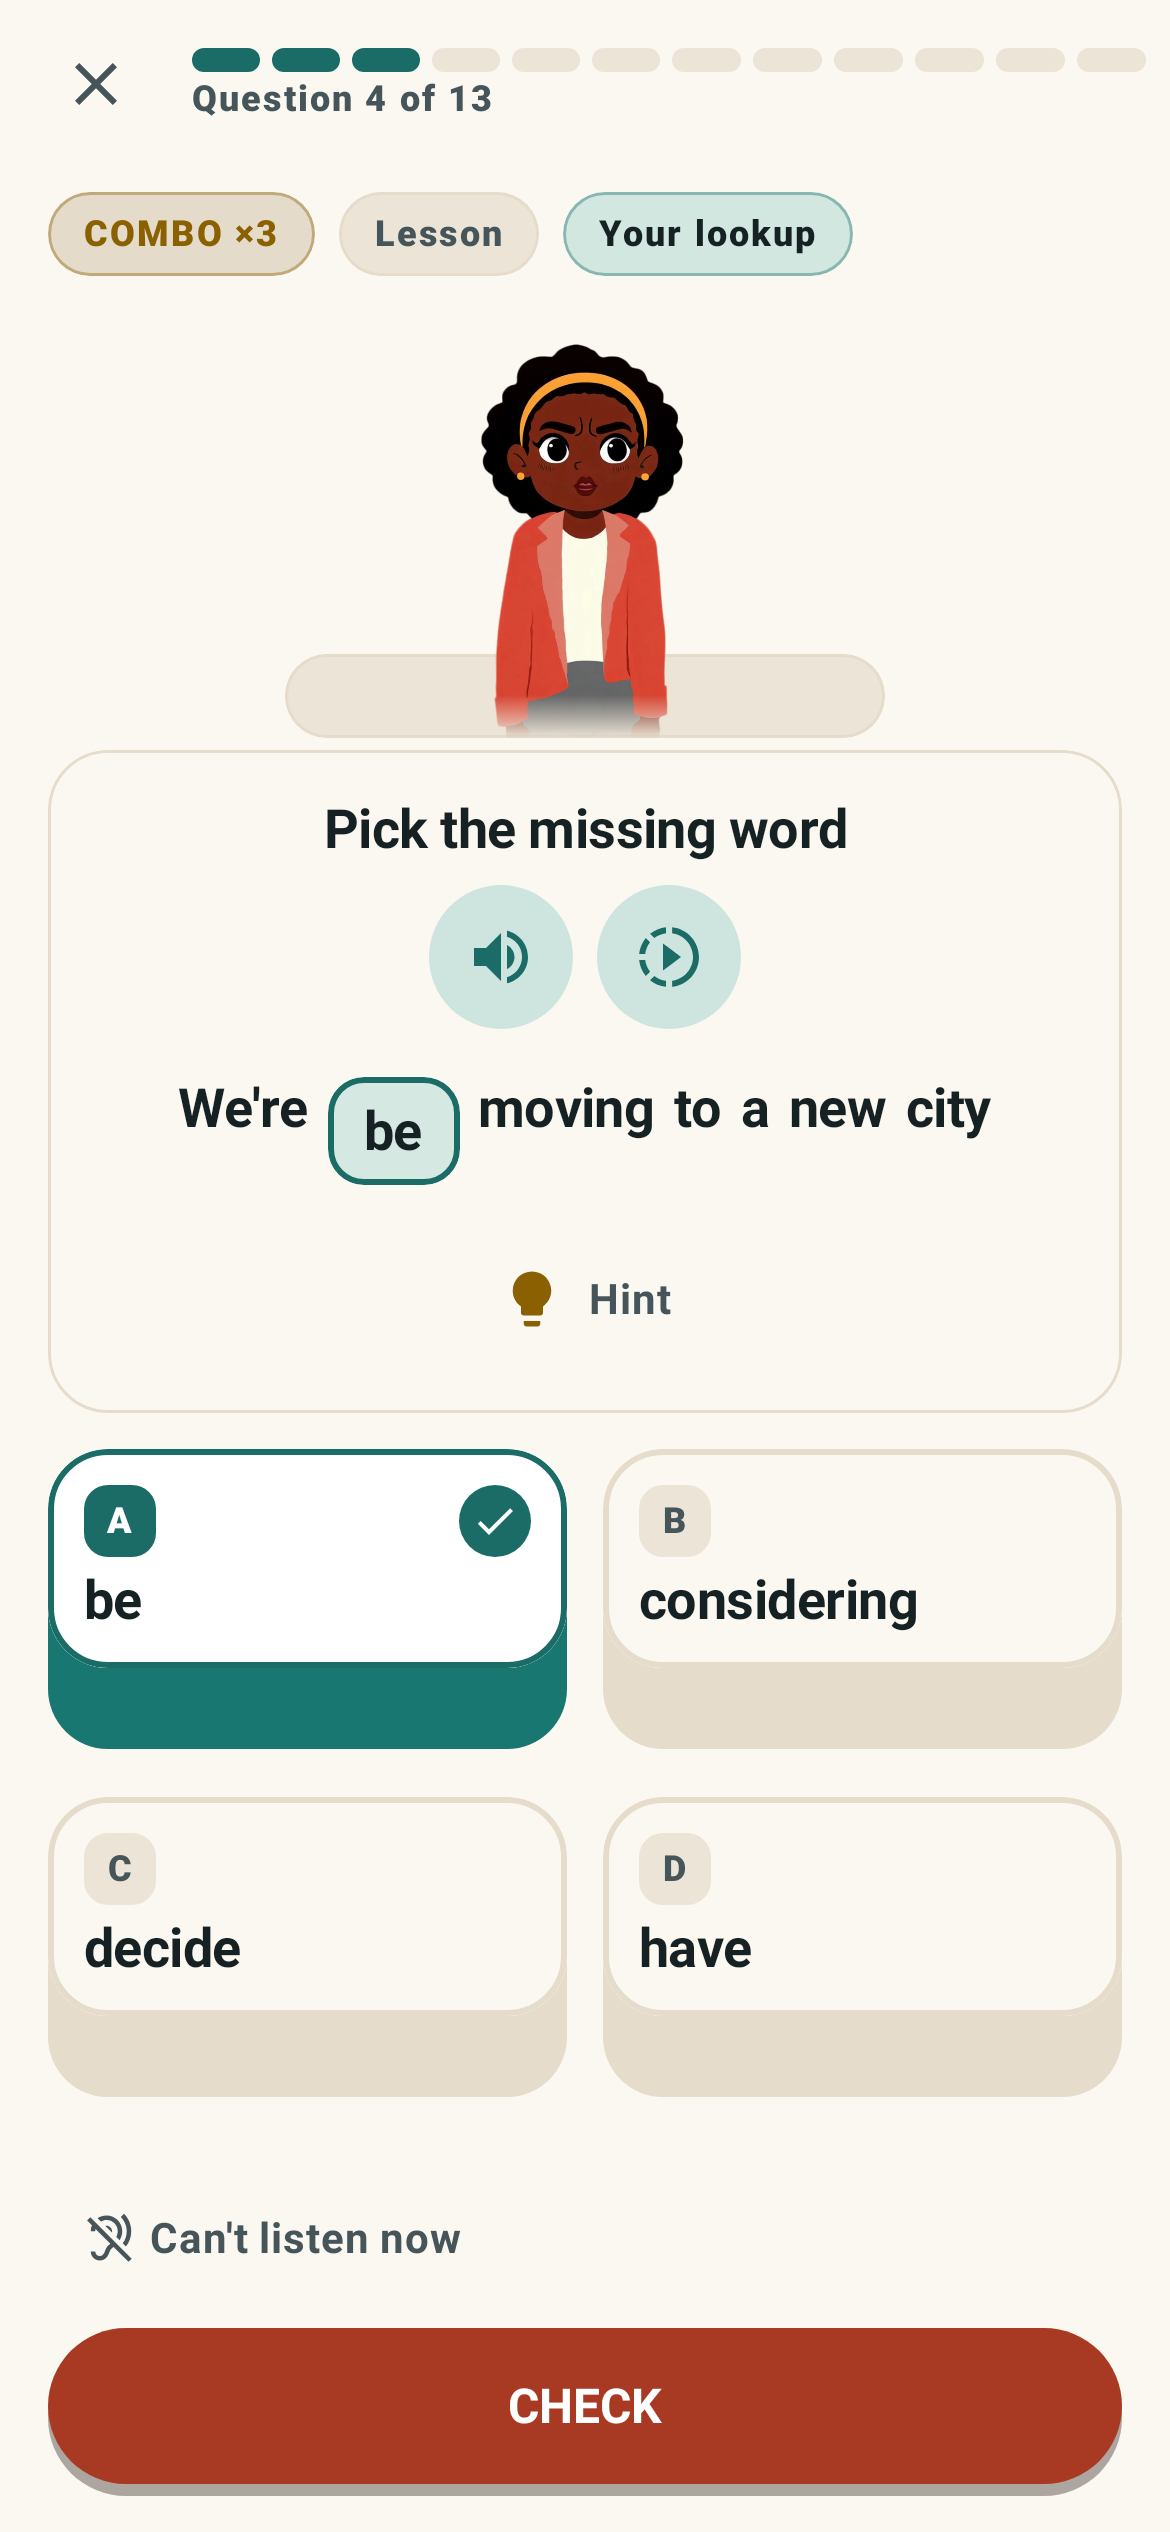 Question 4 of 13
COMBO ×3 Lesson Your lookup
Pick the missing word
We're be moving to a new city
Hint
A
be
B
considering
C
decide
D
have
Can't listen now
CHECK